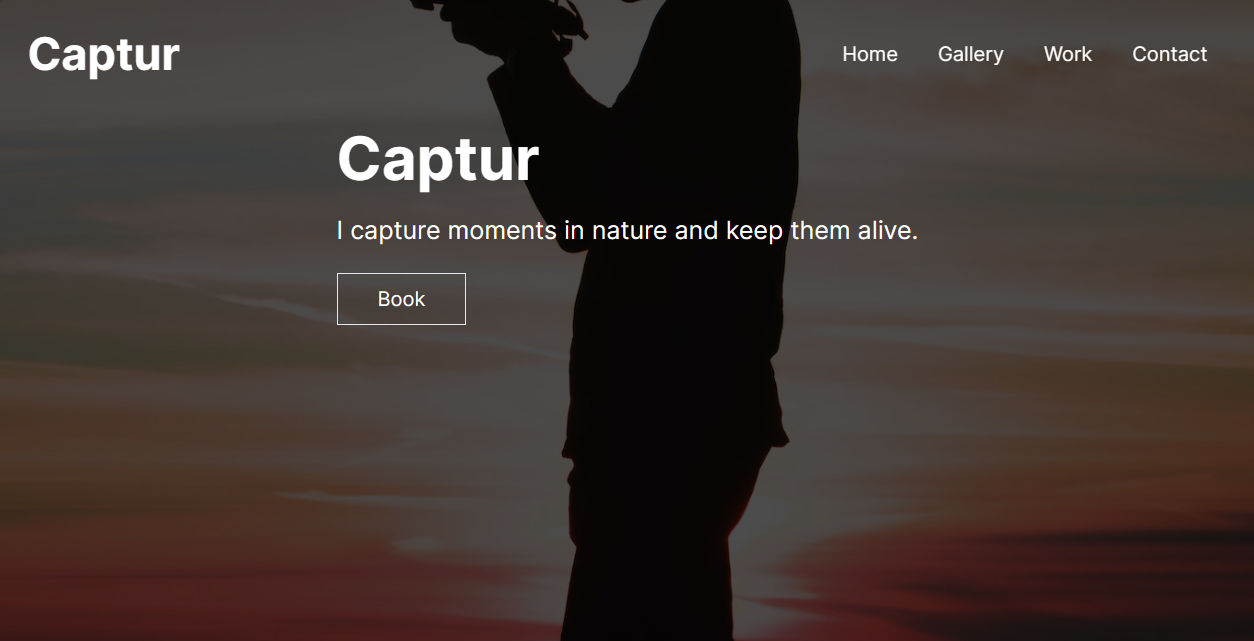 Captur
Home Gallery Work Contact
Captur
I capture moments in nature and keep them alive.
Book